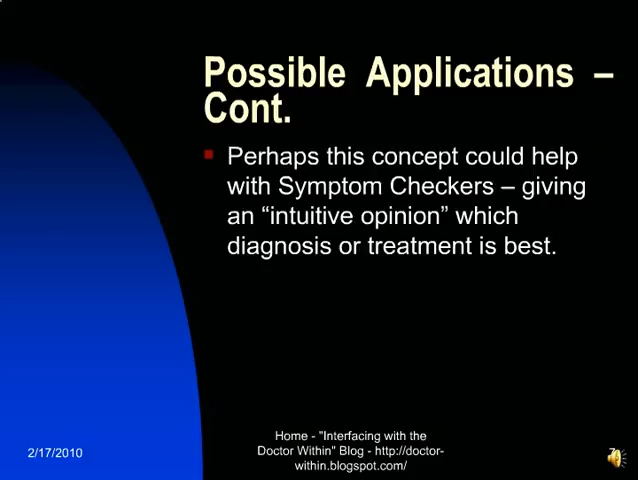 Possible Applications –
Cont.
Perhaps this concept could help
with Symptom Checkers – giving
an “intuitive opinion” which
diagnosis or treatment is best.
2/17/2010
Home - "Interfacing with the
Doctor Within" Blog - http://doctor-
within.blogspot.com/
7